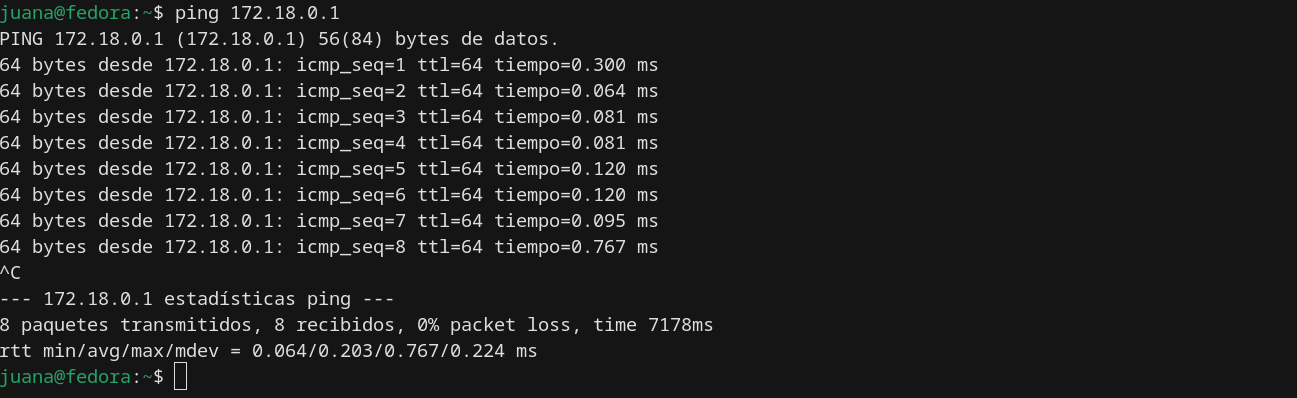 juana@fedora:~$ ping 172.18.0.1
PING 172.18.0.1 (172.18.0.1) 56(84) bytes de datos.
64 bytes desde 172.18.0.1: icmp_seq=1 ttl=64 tiempo=0.300 ms
64 bytes desde 172.18.0.1: icmp_seq=2 ttl=64 tiempo=0.064 ms
64 bytes desde 172.18.0.1: icmp_seq=3 ttl=64 tiempo=0.081 ms
64 bytes desde 172.18.0.1: icmp_seq=4 ttl=64 tiempo=0.081 ms
64 bytes desde 172.18.0.1: icmp_seq=5 ttl=64 tiempo=0.120 ms
64 bytes desde 172.18.0.1: icmp_seq=6 ttl=64 tiempo=0.120 ms
64 bytes desde 172.18.0.1: icmp_seq=7 ttl=64 tiempo=0.095 ms
64 bytes desde 172.18.0.1: icmp_seq=8 ttl=64 tiempo=0.767 ms
^C
--- 172.18.0.1 estadísticas ping ---
8 paquetes transmitidos, 8 recibidos, 0% packet loss, time 7178ms
rtt min/avg/max/mdev = 0.064/0.203/0.767/0.224 ms
juana@fedora:~$